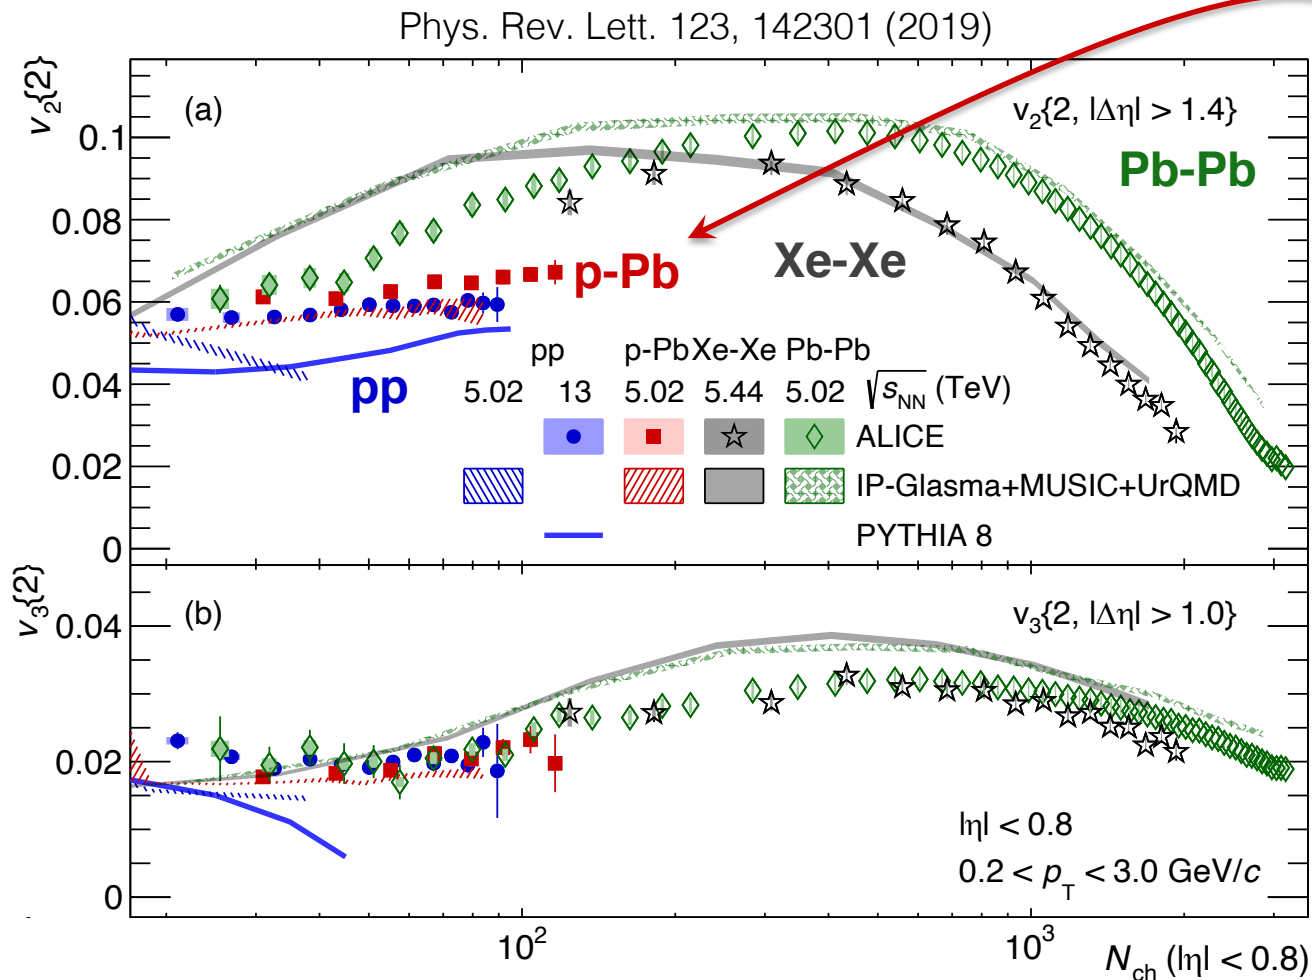 Phys. Rev. Lett. 123, 142301 (2019)
v₂{2}
(a)
v₂{2, |Δη| > 1.4}
0.1
0.08
0.06
0.04
0.02
0
Pb-Pb
Xe-Xe
p-Pb
pp
pp p-Pb Xe-Xe Pb-Pb
5.02 13 5.02 5.44 5.02 √s_NN (TeV)
ALICE
IP-Glasma+MUSIC+UrQMD
PYTHIA 8
v₃{2}
(b)
v₃{2, |Δη| > 1.0}
0.04
0.02
0
|η| < 0.8
0.2 < p_T < 3.0 GeV/c
10² 10³
N_ch (|η| < 0.8)